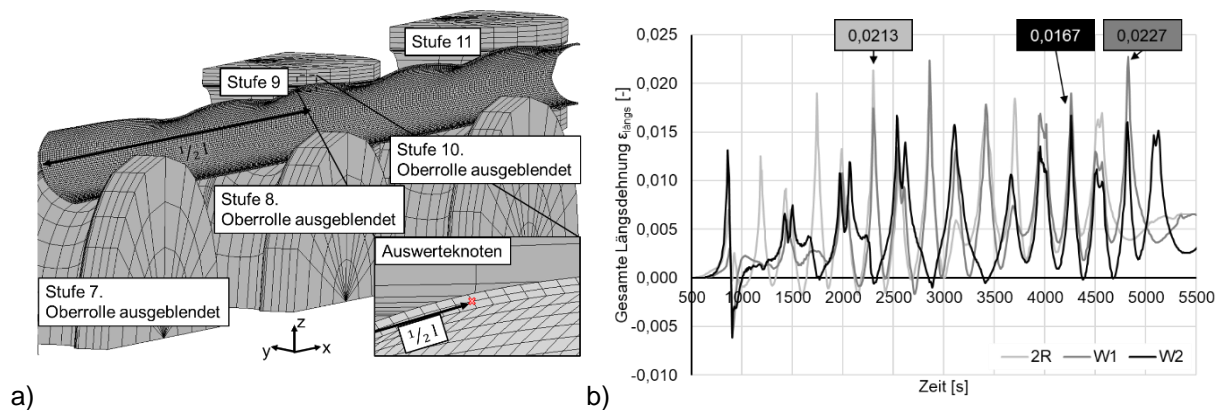 Stufe 11
Stufe 9
½ l
Stufe 10.
Oberrolle ausgeblendet
Stufe 8.
Oberrolle ausgeblendet
Auswerteknoten
Stufe 7.
Oberrolle ausgeblendet
½ l
z
y
x
a)
0,025
0,020
0,015
0,010
0,005
0,000
-0,005
-0,010
Gesamte Längsdehnung εlängs [-]
0,0213
0,0167
0,0227
500
1000
1500
2000
2500
3000
3500
4000
4500
5000
5500
2R
W1
W2
Zeit [s]
b)